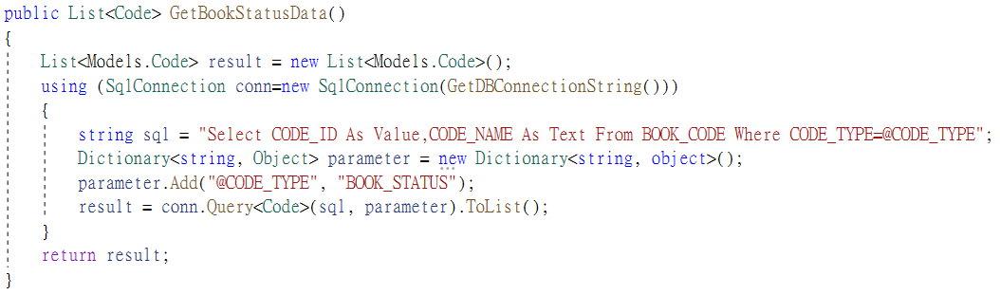 public List<Code> GetBookStatusData()
{
    List<Models.Code> result = new List<Models.Code>();
    using (SqlConnection conn=new SqlConnection(GetDBConnectionString()))
    {
        string sql = "Select CODE_ID As Value,CODE_NAME As Text From BOOK_CODE Where CODE_TYPE=@CODE_TYPE";
        Dictionary<string, Object> parameter = new Dictionary<string, object>();
        parameter.Add("@CODE_TYPE", "BOOK_STATUS");
        result = conn.Query<Code>(sql, parameter).ToList();
    }
    return result;
}